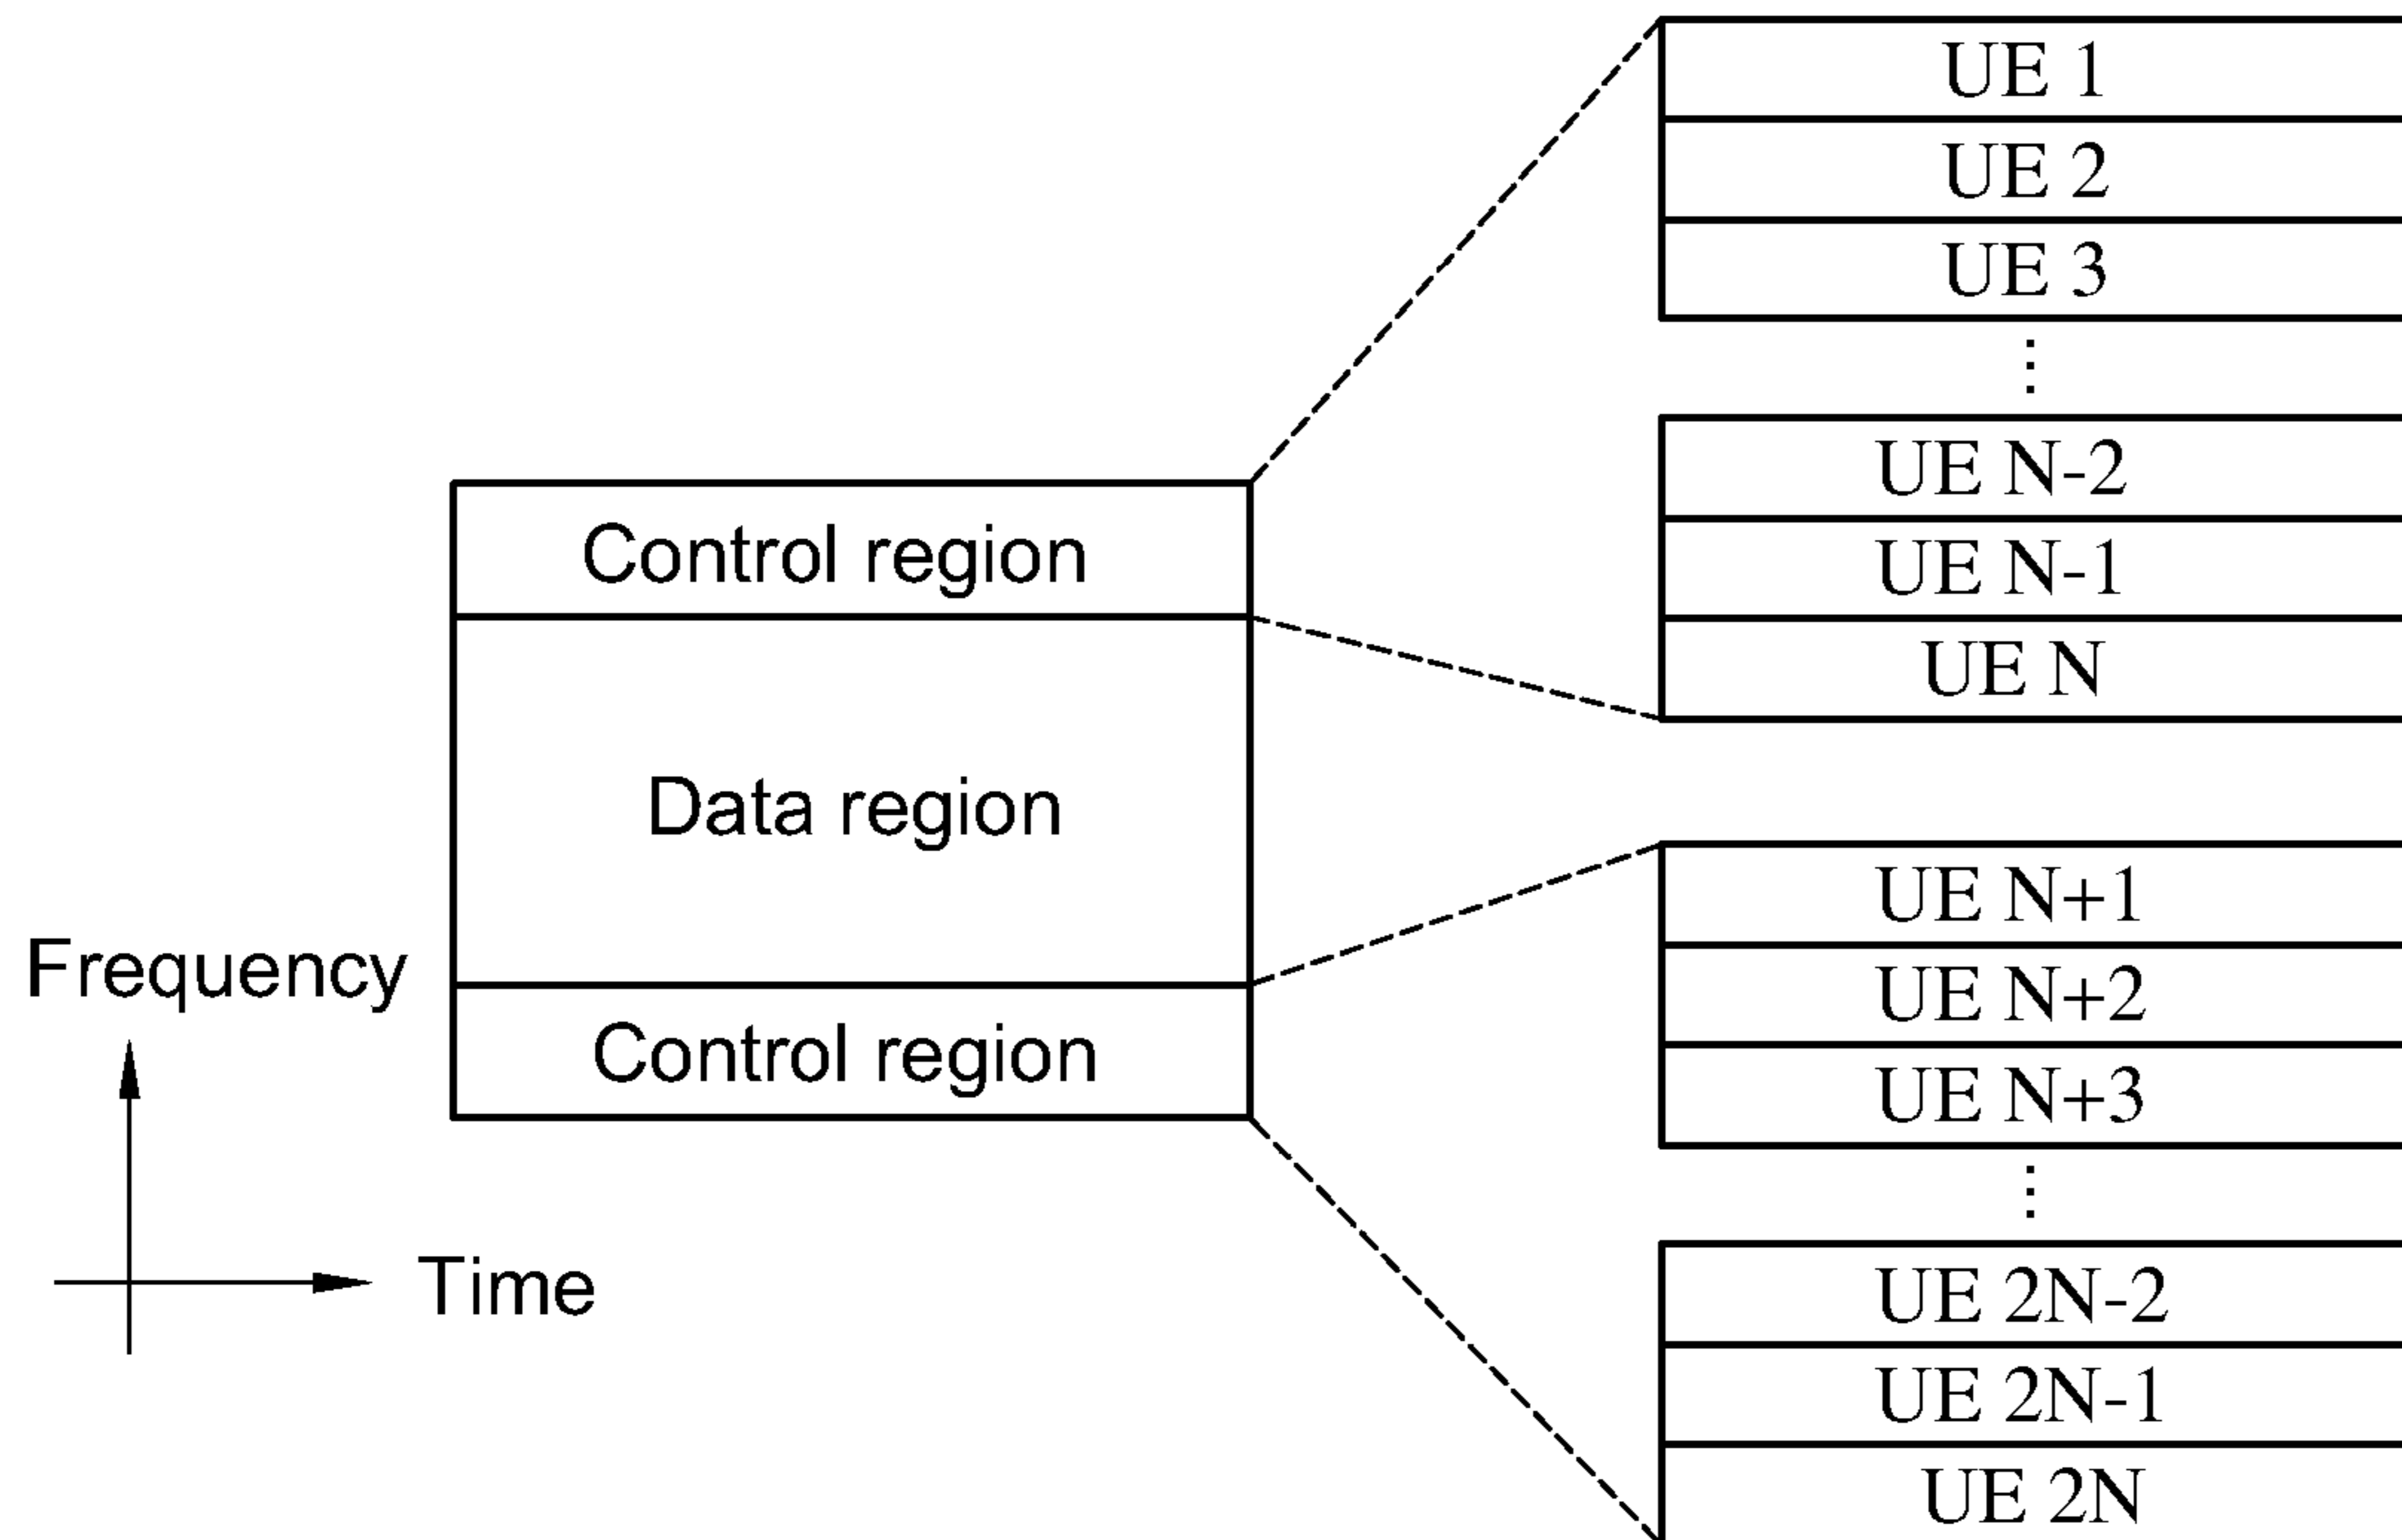 UE 1
UE 2
UE 3
⋮
UE N-2
UE N-1
UE N
Control region
Data region
Control region
UE N+1
UE N+2
UE N+3
⋮
UE 2N-2
UE 2N-1
UE 2N
Frequency
Time